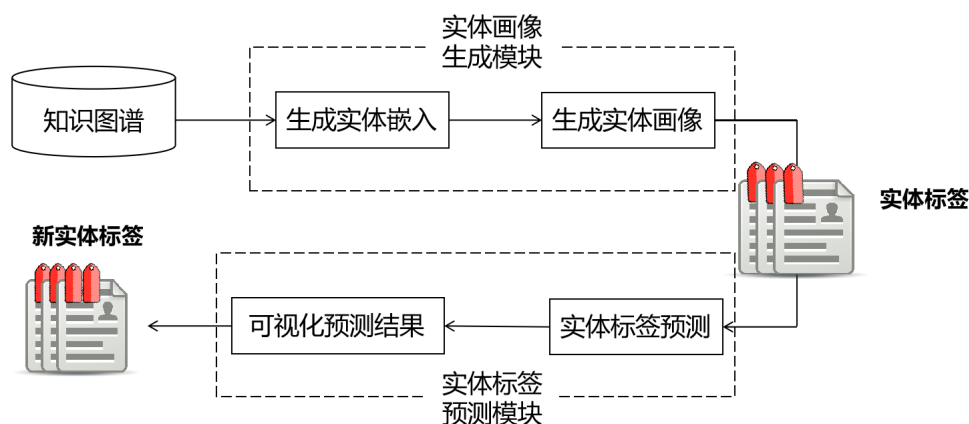 实体画像
生成模块
知识图谱
生成实体嵌入
生成实体画像
实体标签
新实体标签
可视化预测结果
实体标签预测
实体标签
预测模块